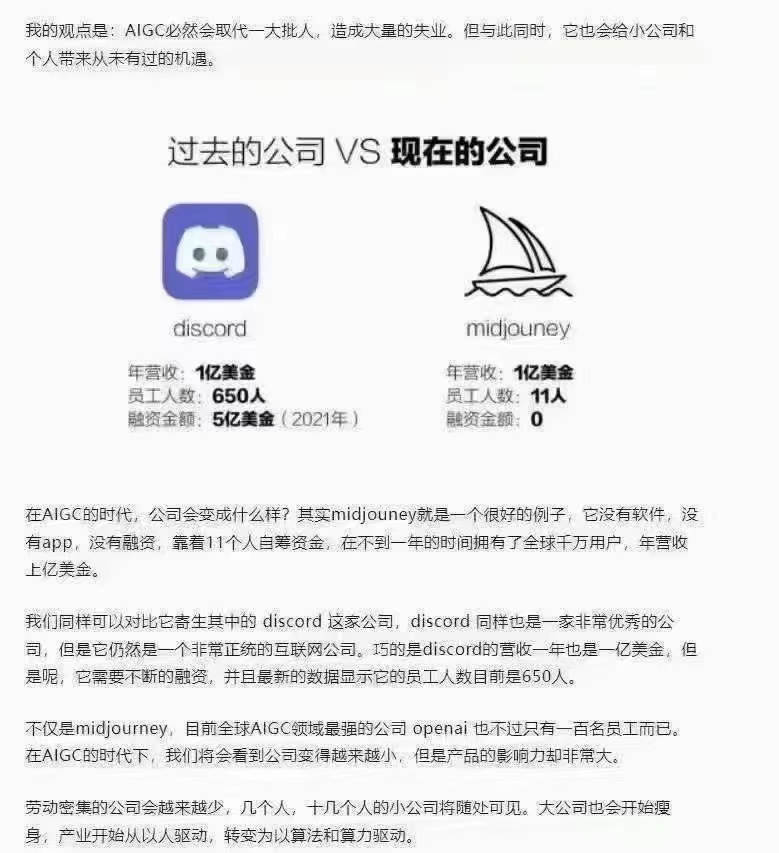 我的观点是：AIGC必然会取代一大批人，造成大量的失业。但与此同时，它也会给小公司和
个人带来从未有过的机遇。
过去的公司 VS 现在的公司
discord
年营收：1亿美金
员工人数：650人
融资金额：5亿美金（2021年）
midjouney
年营收：1亿美金
员工人数：11人
融资金额：0
在AIGC的时代，公司会变成什么样？其实midjouney就是一个很好的例子，它没有软件，没
有app，没有融资，靠着11个人自筹资金，在不到一年的时间拥有了全球千万用户，年营收
上亿美金。
我们同样可以对比它寄生其中的 discord 这家公司，discord 同样也是一家非常优秀的公
司，但是它仍然是一个非常正统的互联网公司。巧的是discord的营收一年也是一亿美金，但
是呢，它需要不断的融资，并且最新的数据显示它的员工人数目前是650人。
不仅是midjourney，目前全球AIGC领域最强的公司 openai 也不过只有一百名员工而已。
在AIGC的时代下，我们将会看到公司变得越来越小，但是产品的影响力却非常大。
劳动密集的公司会越来越少，几个人，十几个人的小公司将随处可见。大公司也会开始瘦
身，产业开始从以人驱动，转变为以算法和算力驱动。